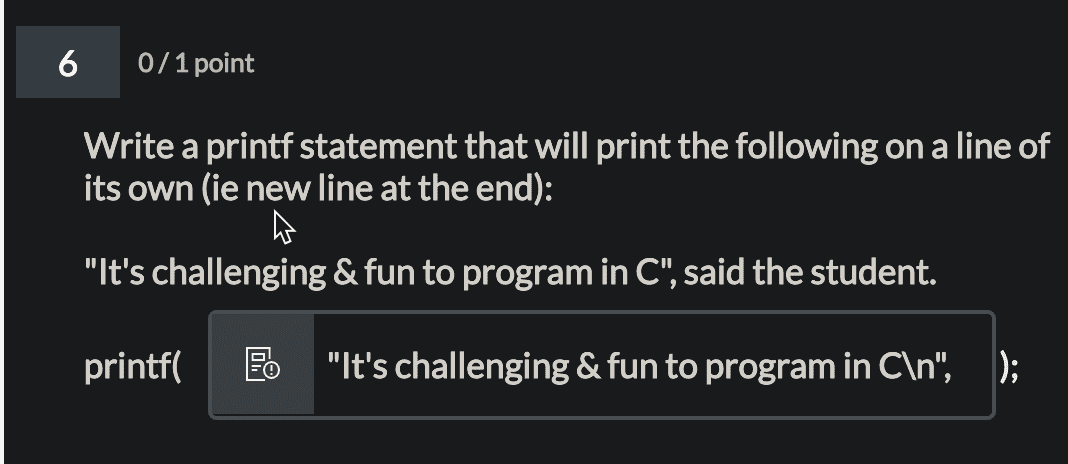 6 0 / 1 point
Write a printf statement that will print the following on a line of
its own (ie new line at the end):
"It's challenging & fun to program in C", said the student.
printf( "It's challenging & fun to program in C\n", );